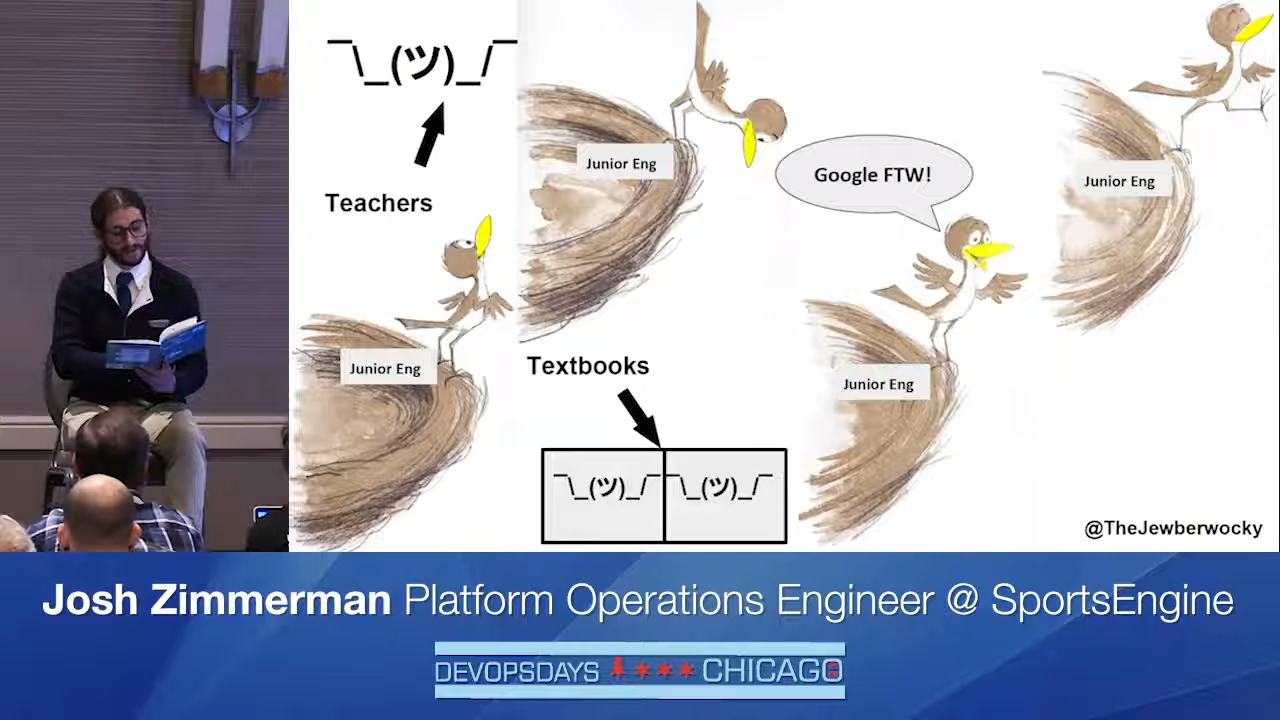 ¯\_(ツ)_/¯
Teachers
Junior Eng
Junior Eng
Textbooks
¯\_(ツ)_/¯ ¯\_(ツ)_/¯
Google FTW!
Junior Eng
Junior Eng
@TheJewberwocky
Josh Zimmerman Platform Operations Engineer @ SportsEngine
DEVOPSDAYS CHICAGO